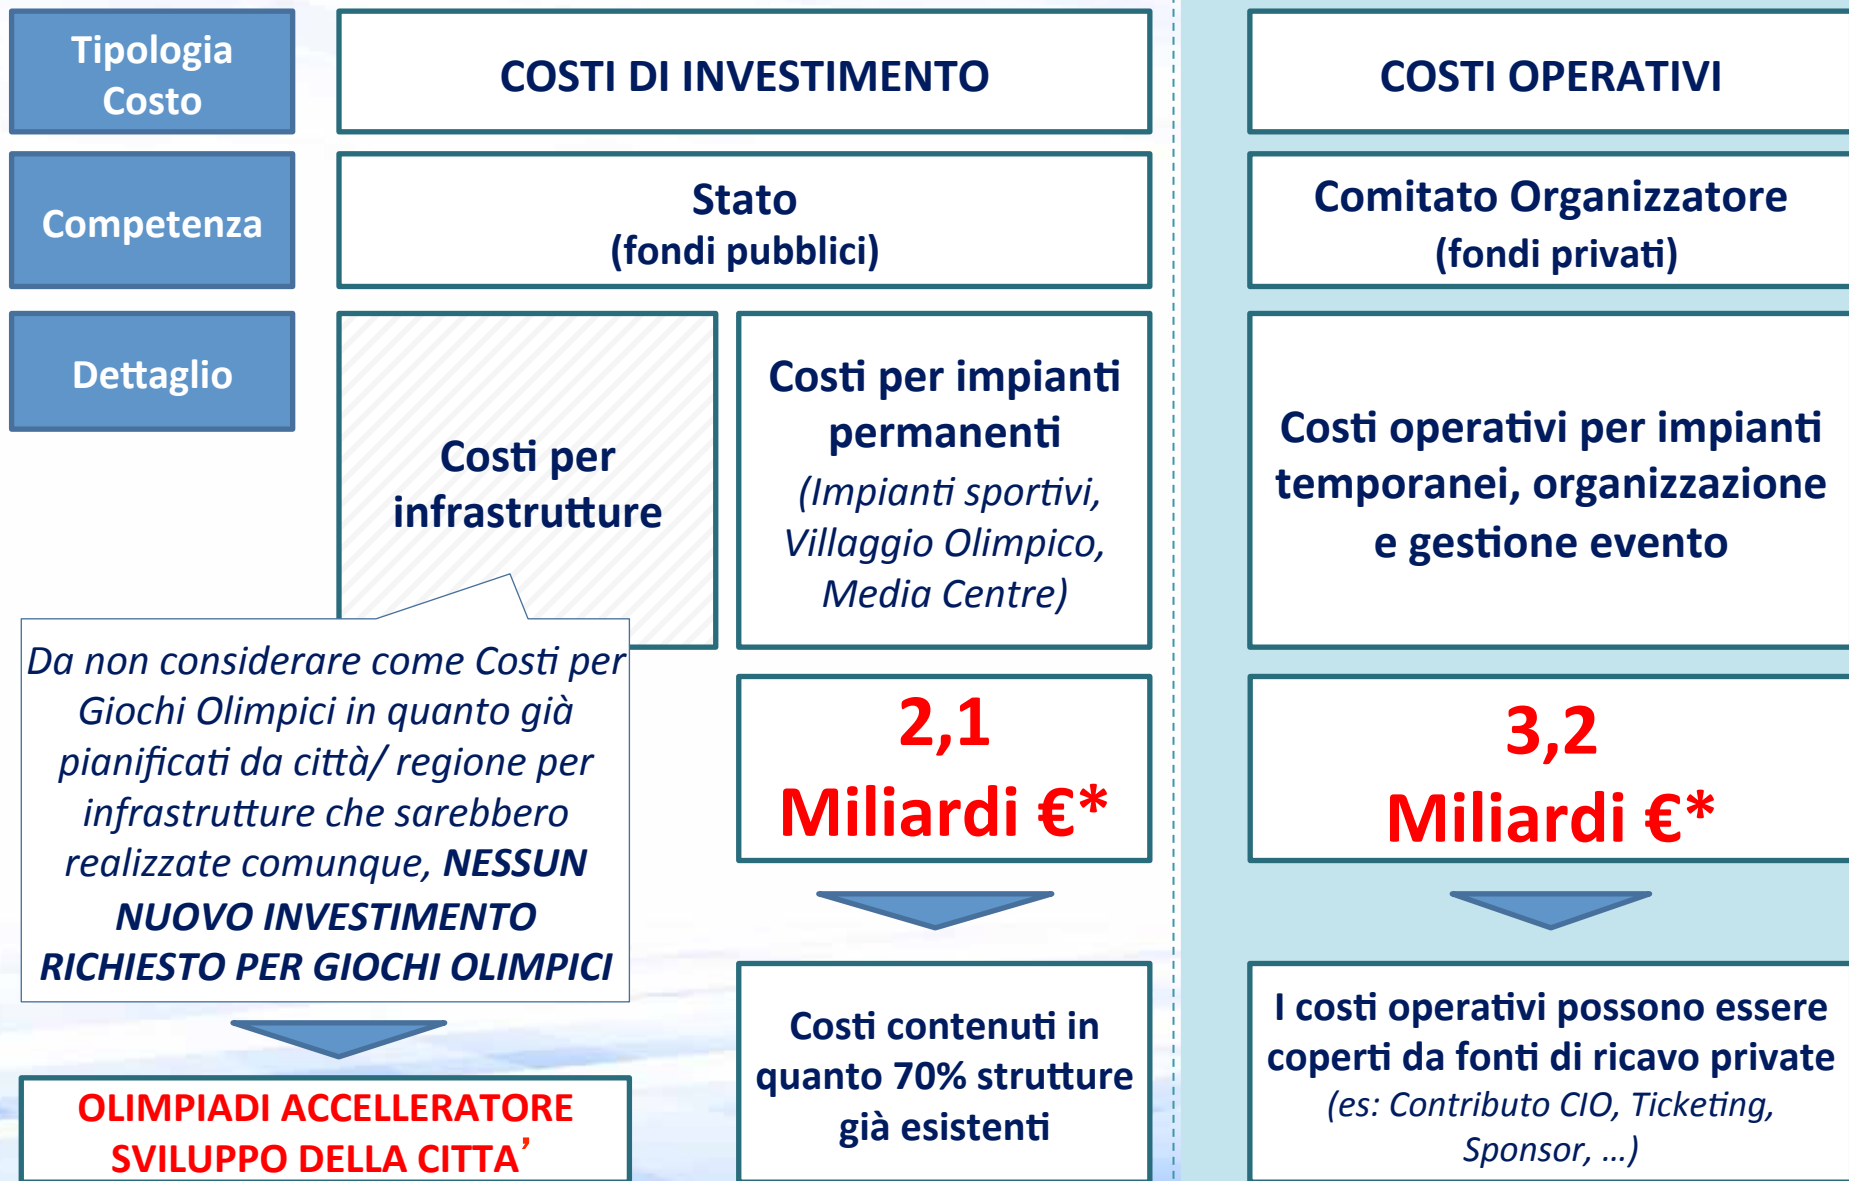 Tipologia
Costo
COSTI DI INVESTIMENTO
COSTI OPERATIVI
Competenza
Stato
(fondi pubblici)
Comitato Organizzatore
(fondi privati)
Dettaglio
Costi per
infrastrutture
Costi per impianti
permanenti
(Impianti sportivi,
Villaggio Olimpico,
Media Centre)
Costi operativi per impianti
temporanei, organizzazione
e gestione evento
Da non considerare come Costi per
Giochi Olimpici in quanto già
pianificati da città/ regione per
infrastrutture che sarebbero
realizzate comunque, NESSUN
NUOVO INVESTIMENTO
RICHIESTO PER GIOCHI OLIMPICI
2,1
Miliardi €*
3,2
Miliardi €*
OLIMPIADI ACCELLERATORE
SVILUPPO DELLA CITTA’
Costi contenuti in
quanto 70% strutture
già esistenti
I costi operativi possono essere
coperti da fonti di ricavo private
(es: Contributo CIO, Ticketing,
Sponsor, …)